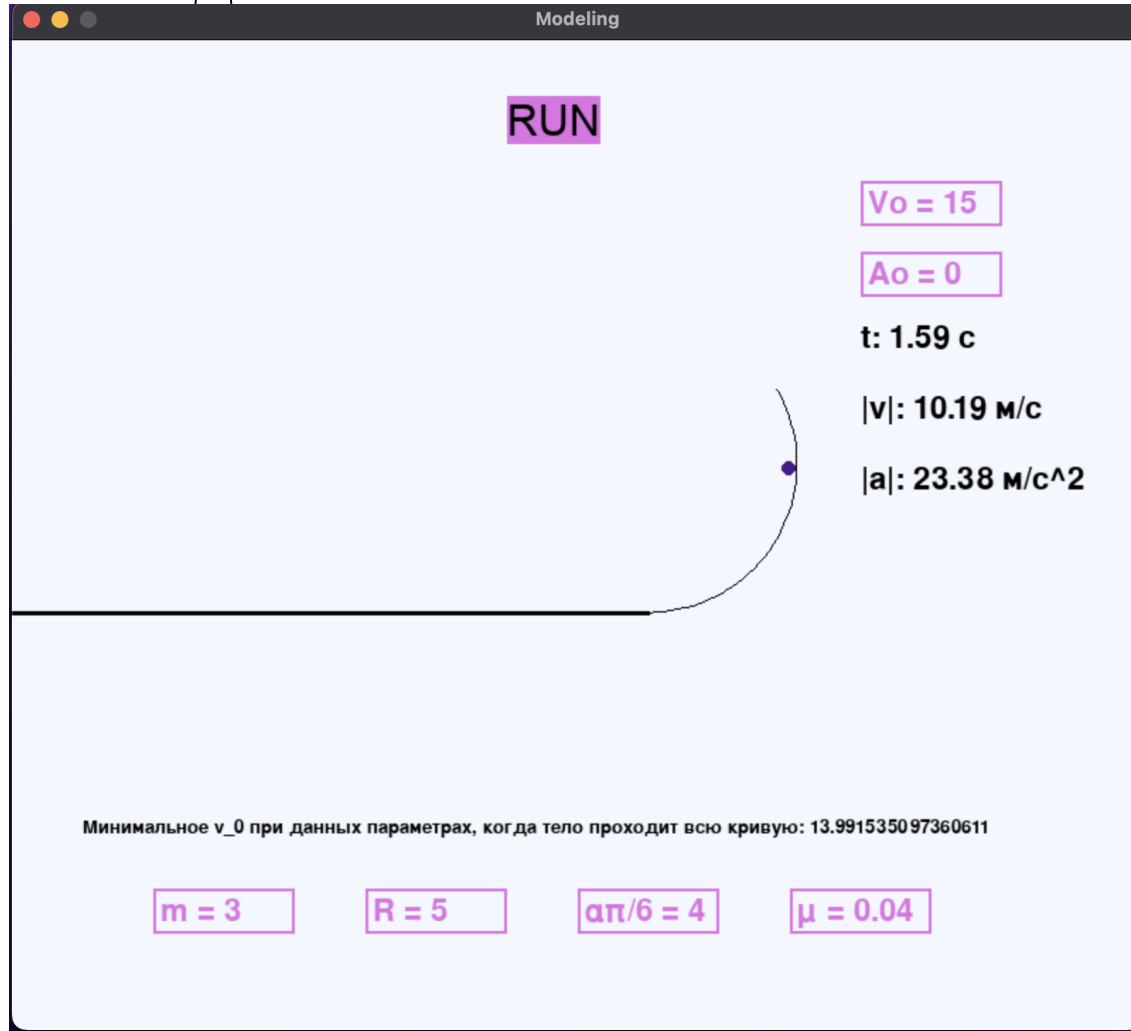 Modeling
RUN
Vo = 15
Ao = 0
t: 1.59 с
|v|: 10.19 м/с
|a|: 23.38 м/с^2
Минимальное v_0 при данных параметрах, когда тело проходит всю кривую: 13.991535097360611
m = 3
R = 5
απ/6 = 4
μ = 0.04